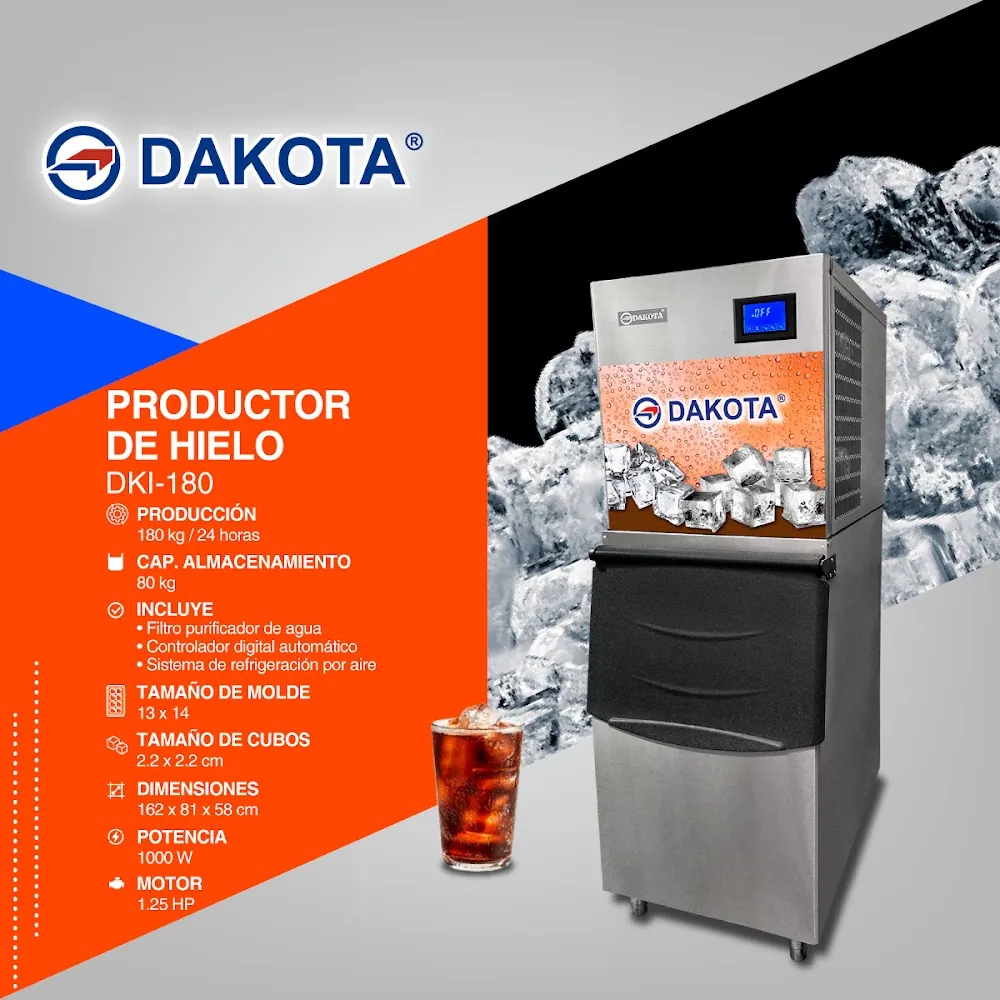 DAKOTA®
PRODUCTOR
DE HIELO
DKI-180
PRODUCCIÓN
180 kg / 24 horas
CAP. ALMACENAMIENTO
80 kg
INCLUYE
• Filtro purificador de agua
• Controlador digital automático
• Sistema de refrigeración por aire
TAMAÑO DE MOLDE
13 x 14
TAMAÑO DE CUBOS
2.2 x 2.2 cm
DIMENSIONES
162 x 81 x 58 cm
POTENCIA
1000 W
MOTOR
1.25 HP
DAKOTA®
OFF
DAKOTA®